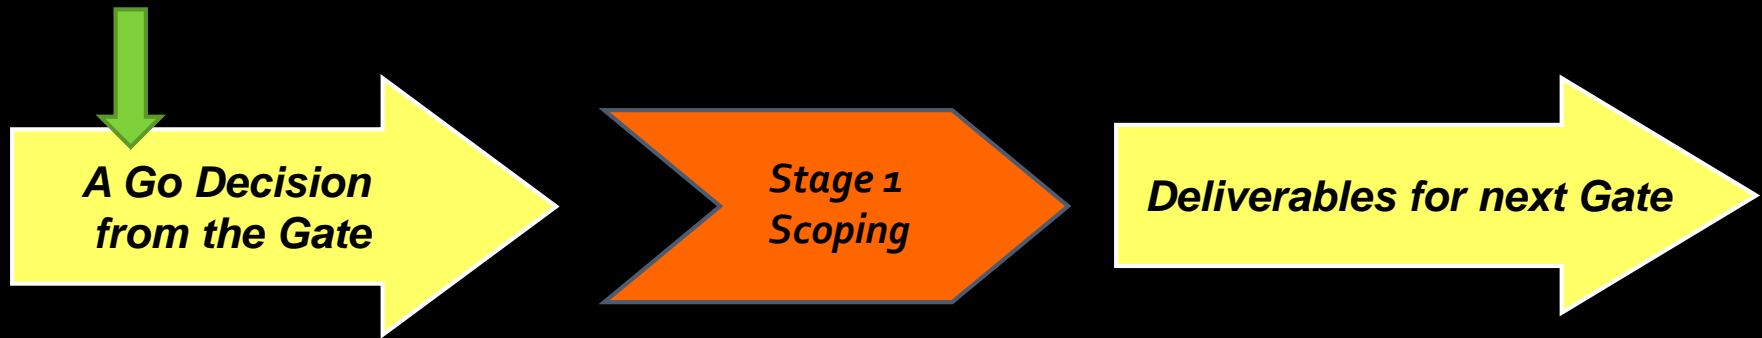 A Go Decision
from the Gate
Stage 1
Scoping
Deliverables for next Gate